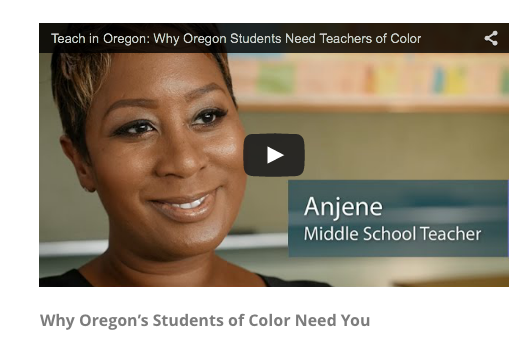 Teach in Oregon: Why Oregon Students Need Teachers of Color
Anjene
Middle School Teacher
Why Oregon’s Students of Color Need You